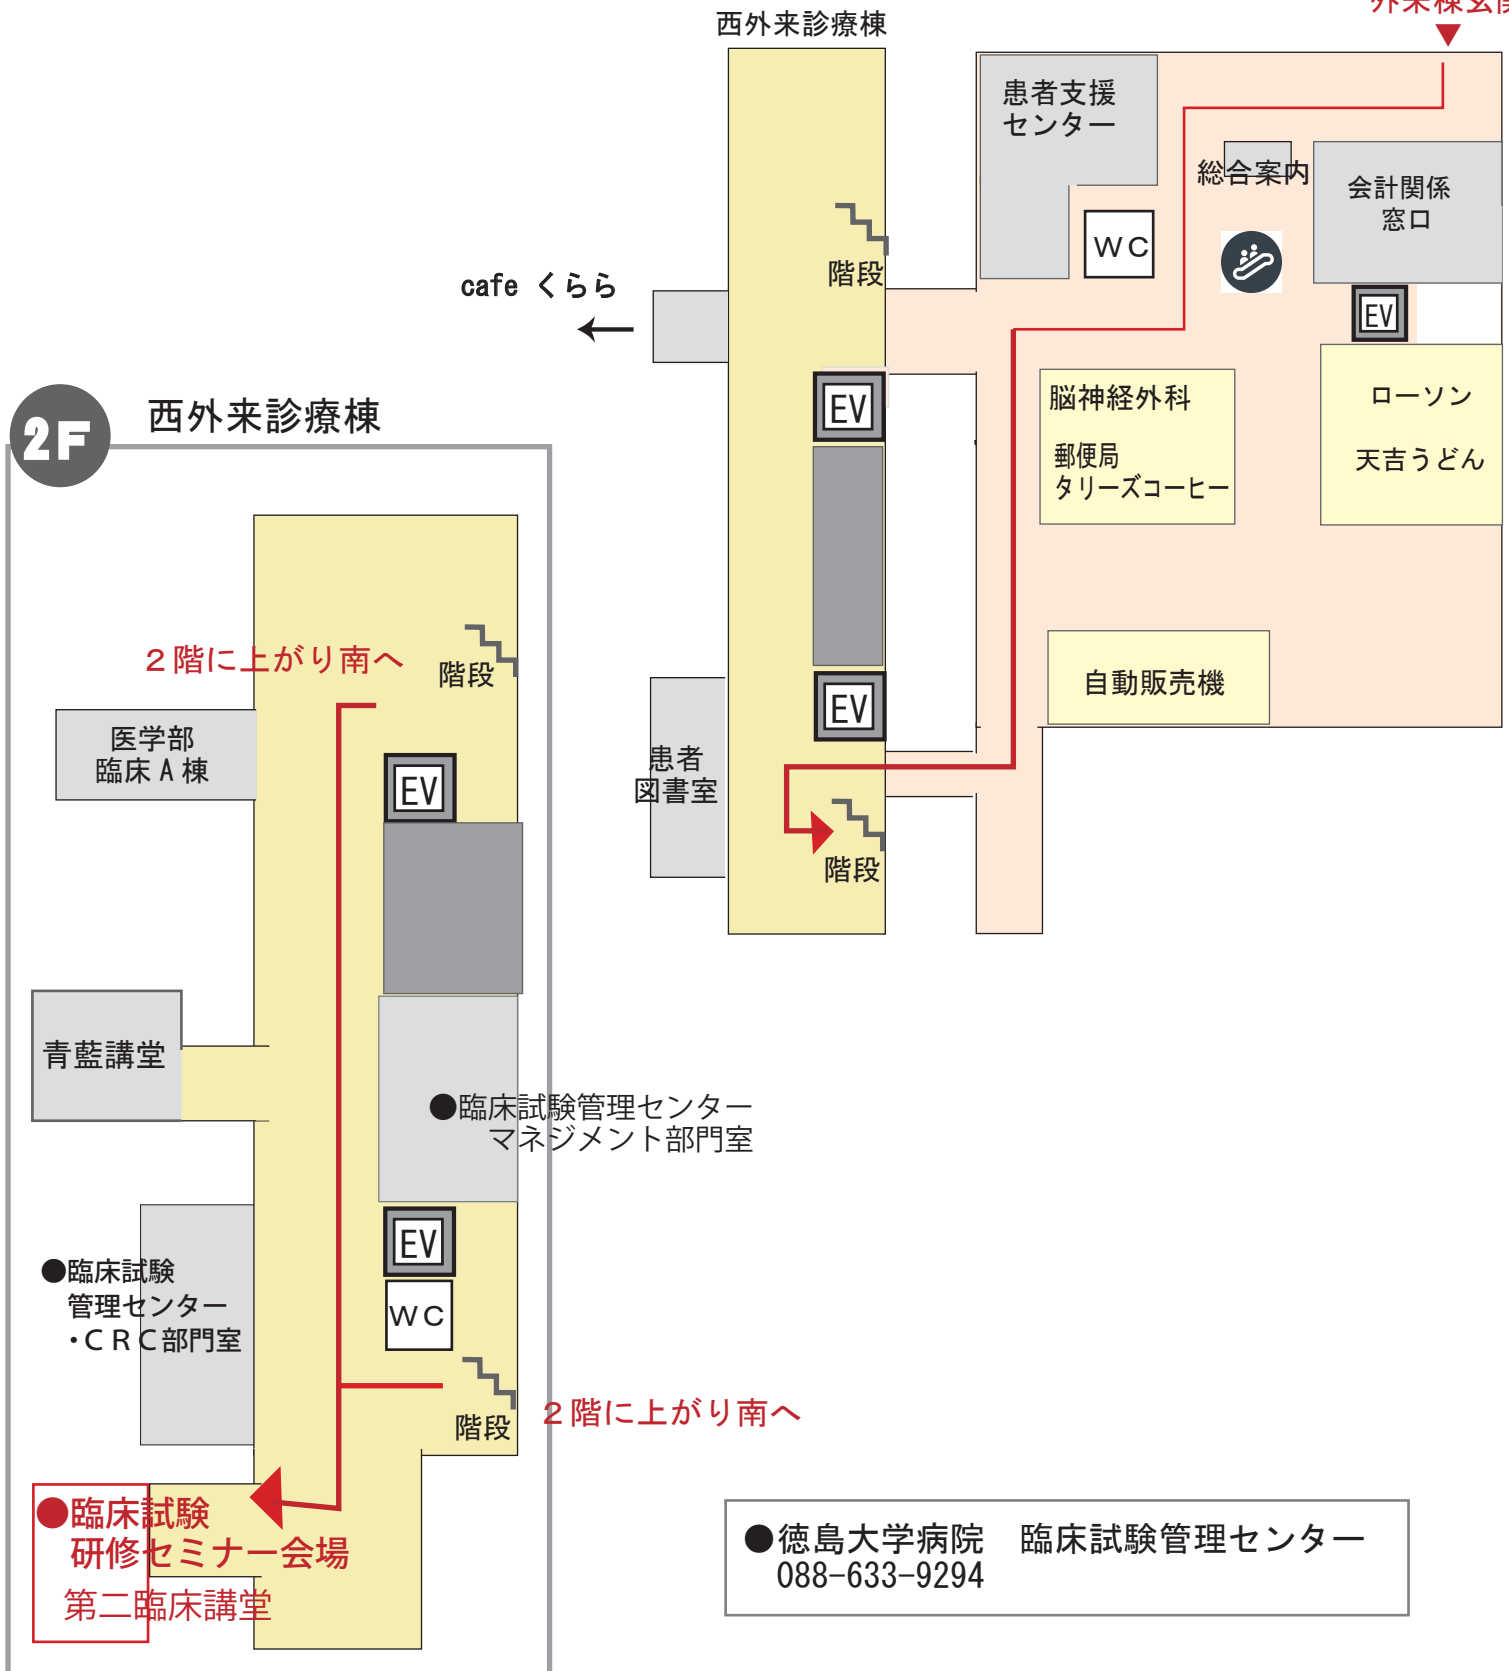 西外来診療棟
外来棟玄関
患者支援
センター
総合案内
会計関係
窓口
WC
階段
cafe くらら
EV
EV
脳神経外科
郵便局
タリーズコーヒー
ローソン
天吉うどん
2F
西外来診療棟
自動販売機
EV
患者
図書室
階段
２階に上がり南へ
階段
医学部
臨床A棟
EV
青藍講堂
●臨床試験管理センター
マネジメント部門室
EV
WC
●臨床試験
管理センター
・ＣＲＣ部門室
階段
２階に上がり南へ
●臨床試験
研修セミナー会場
第二臨床講堂
●徳島大学病院　臨床試験管理センター
088-633-9294